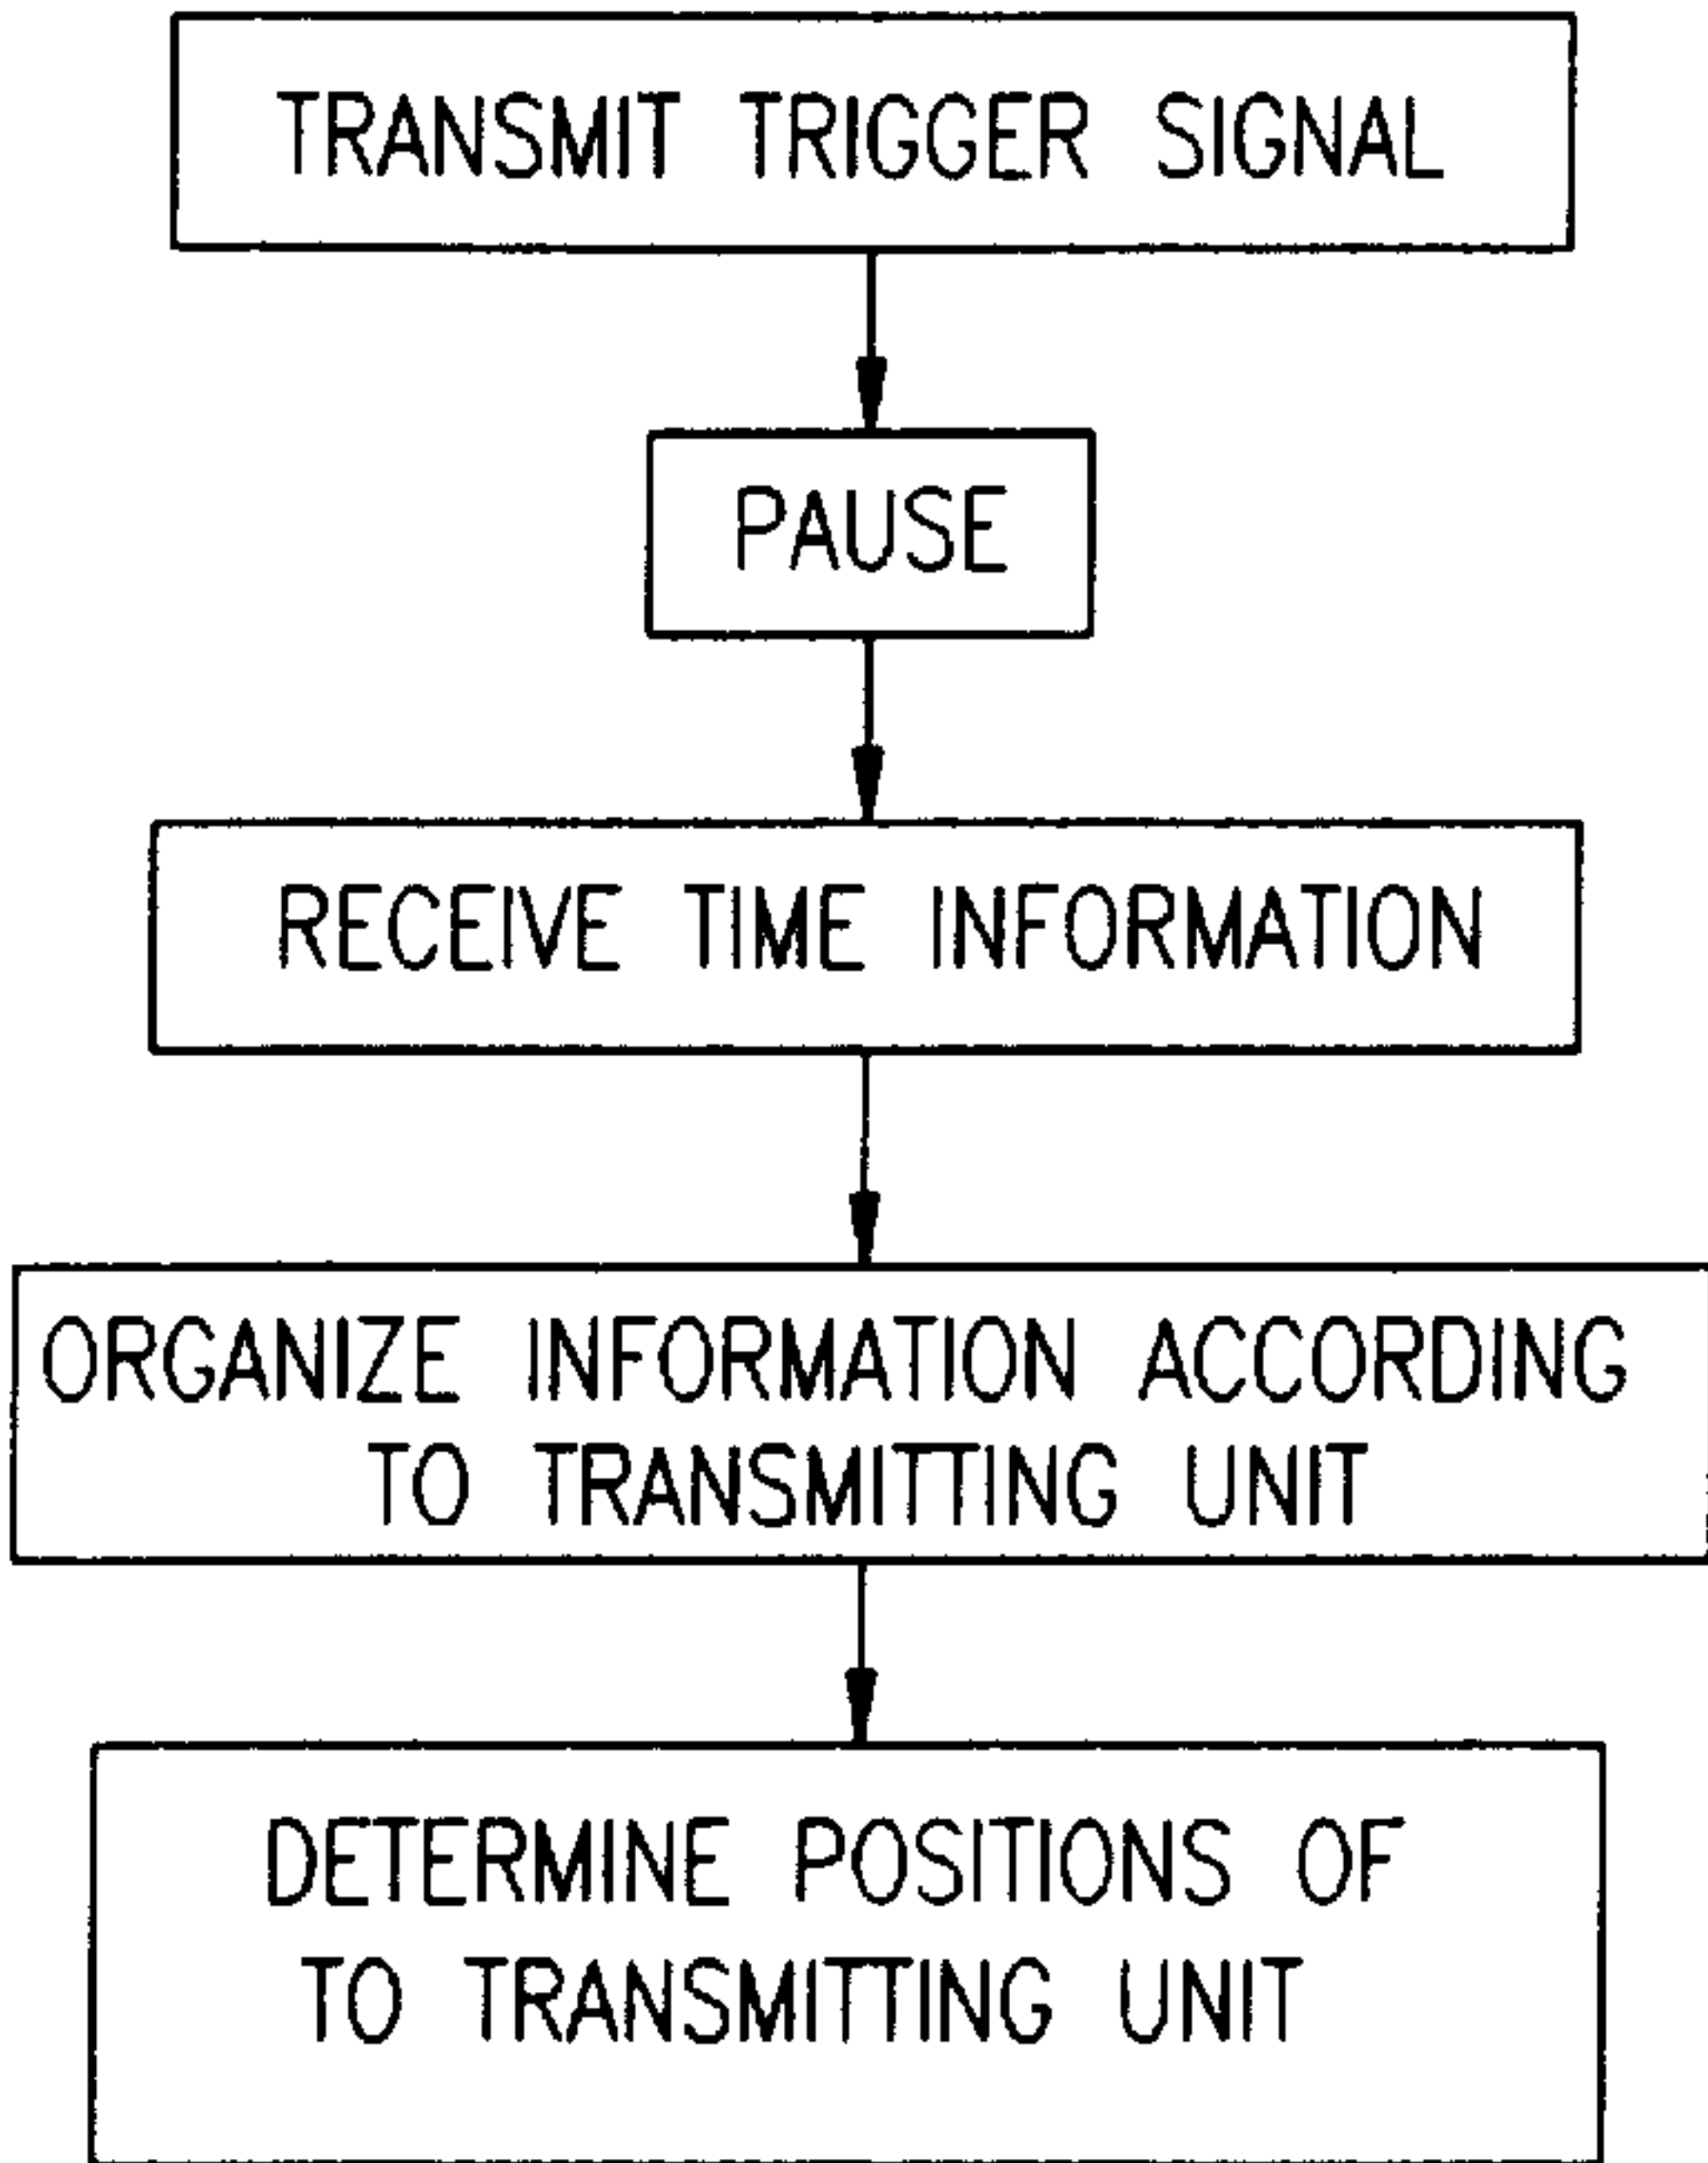 TRANSMIT TRIGGER SIGNAL
PAUSE
RECEIVE TIME INFORMATION
ORGANIZE INFORMATION ACCORDING
TO TRANSMITTING UNIT
DETERMINE POSITIONS OF
TO TRANSMITTING UNIT